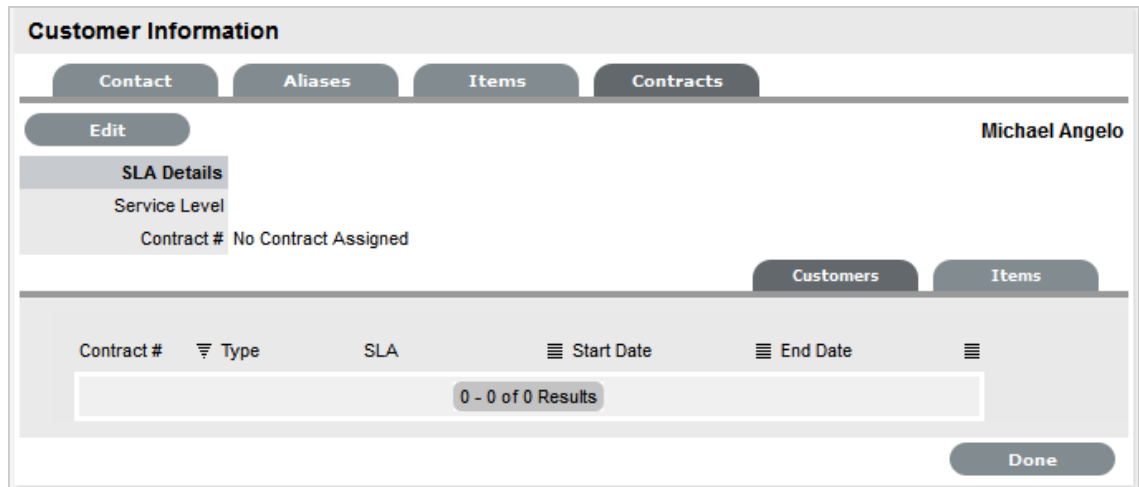 Customer Information
Contact Aliases Items Contracts
Edit Michael Angelo
SLA Details
Service Level
Contract # No Contract Assigned
Customers Items
Contract # Type SLA Start Date End Date
0 - 0 of 0 Results
Done